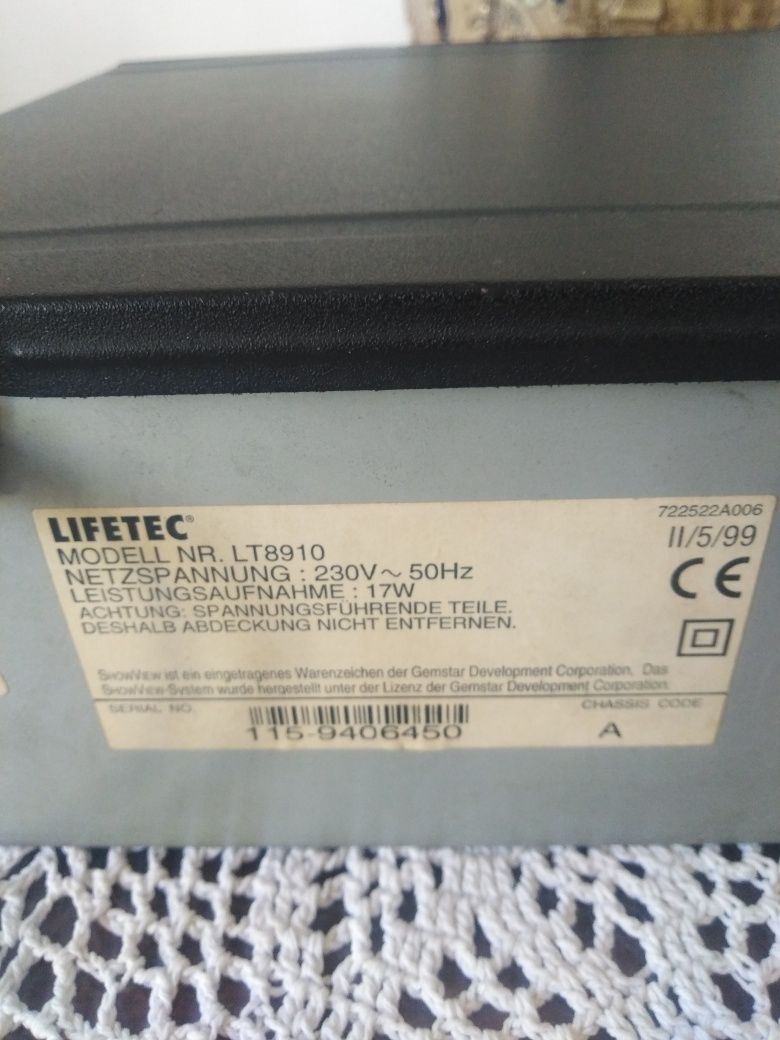 LIFETEC®
722522A006
MODELL NR. LT8910
II/5/99
NETZSPANNUNG : 230V~ 50Hz
LEISTUNGSAUFNAHME : 17W
CE
ACHTUNG: SPANNUNGSFÜHRENDE TEILE.
DESHALB ABDECKUNG NICHT ENTFERNEN.
SHOWVIEW ist ein eingetragenes Warenzeichen der Gemstar Development Corporation. Das
SHOWVIEW-System wurde hergestellt unter der Lizenz der Gemstar Development Corporation.
SERIAL NO.
CHASSIS CODE
115-9406450
A